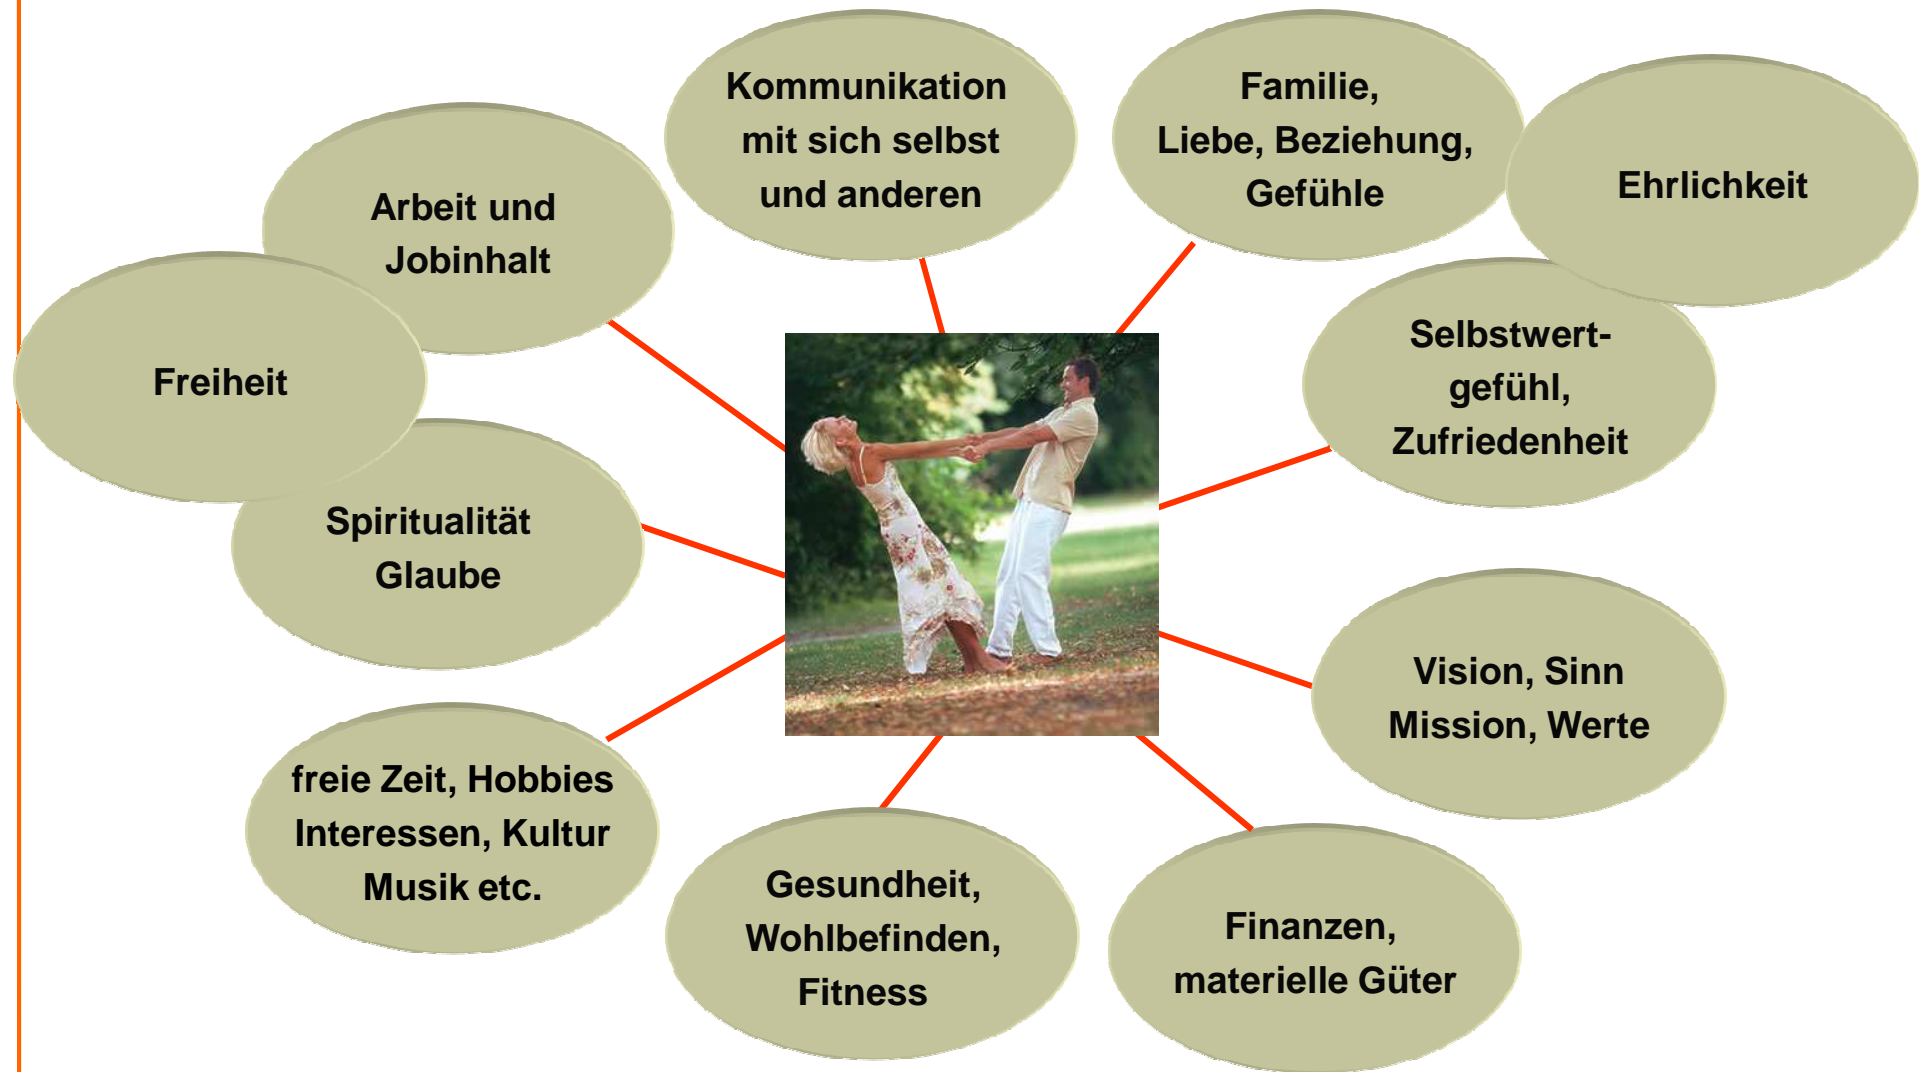 Kommunikation
mit sich selbst
und anderen
Familie,
Liebe, Beziehung,
Gefühle
Ehrlichkeit
Arbeit und
Jobinhalt
Freiheit
Selbstwert-
gefühl,
Zufriedenheit
Spiritualität
Glaube
Vision, Sinn
Mission, Werte
freie Zeit, Hobbies
Interessen, Kultur
Musik etc.
Gesundheit,
Wohlbefinden,
Fitness
Finanzen,
materielle Güter